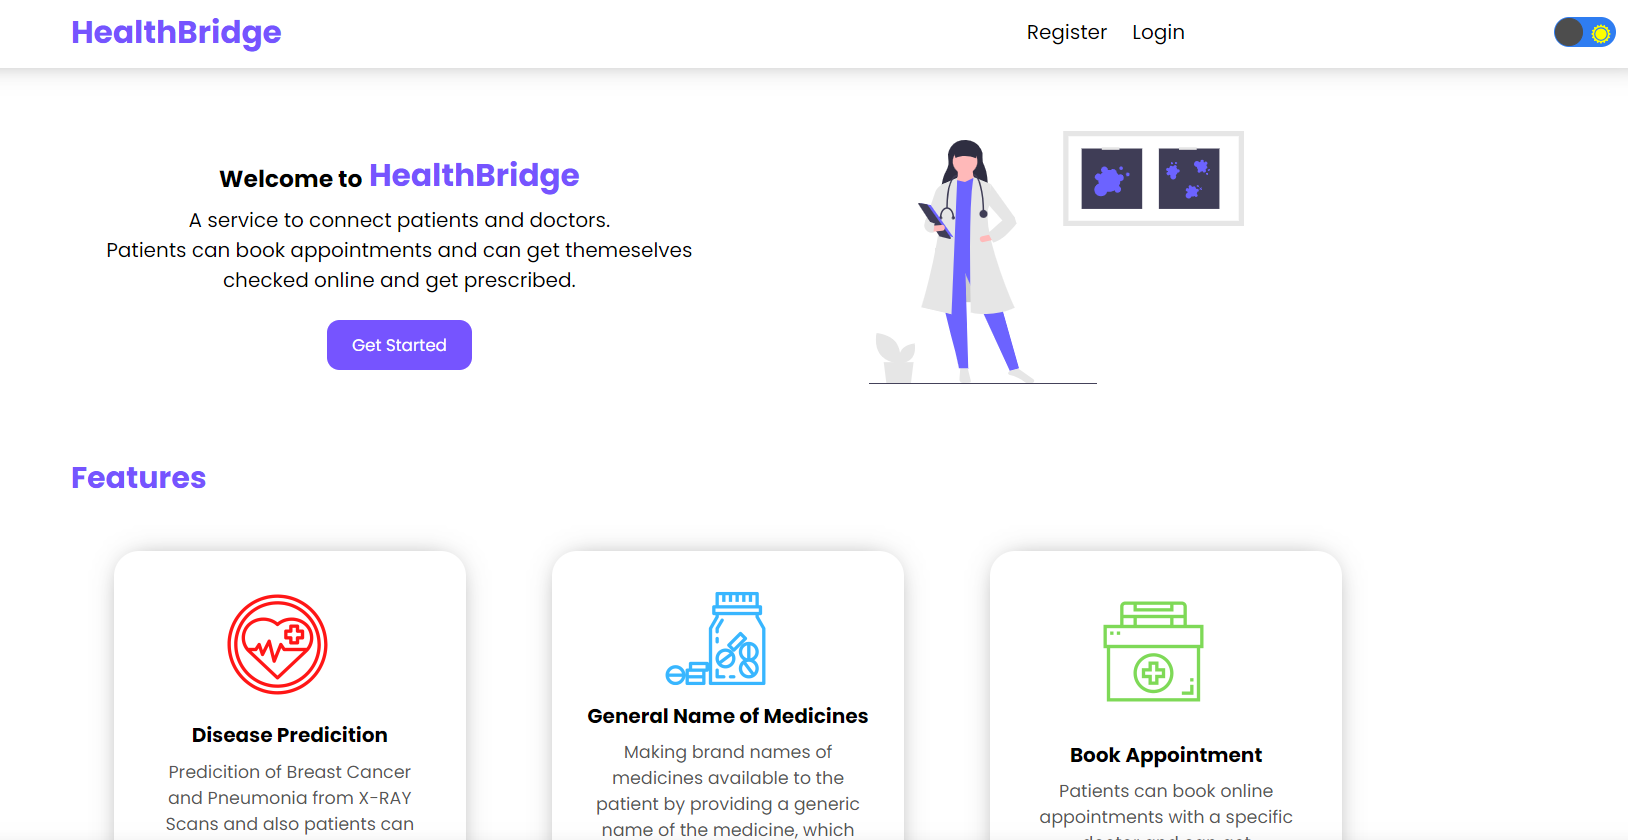 HealthBridge
Register Login
Welcome to HealthBridge
A service to connect patients and doctors.
Patients can book appointments and can get themeselves
checked online and get prescribed.
Get Started
Features
Disease Predicition
Predicition of Breast Cancer
and Pneumonia from X-RAY
Scans and also patients can
General Name of Medicines
Making brand names of
medicines available to the
patient by providing a generic
name of the medicine, which
Book Appointment
Patients can book online
appointments with a specific